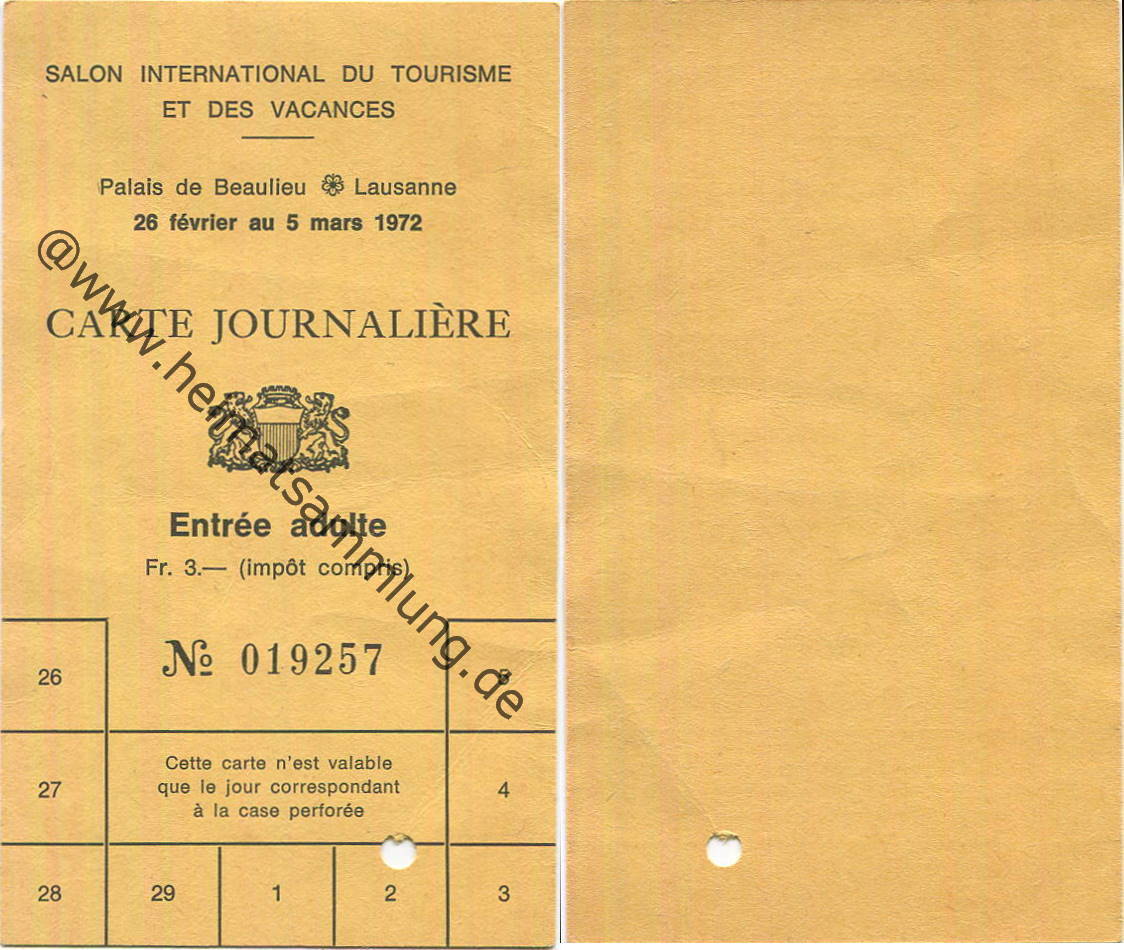 SALON INTERNATIONAL DU TOURISME
ET DES VACANCES
Palais de Beaulieu Lausanne
26 février au 5 mars 1972
CARTE JOURNALIÈRE
@www.heimatsammlung.de
Entrée adulte
Fr. 3.— (impôt compris)
№ 019257
26
5
Cette carte n'est valable
que le jour correspondant
à la case perforée
27
4
28 29 1 2 3